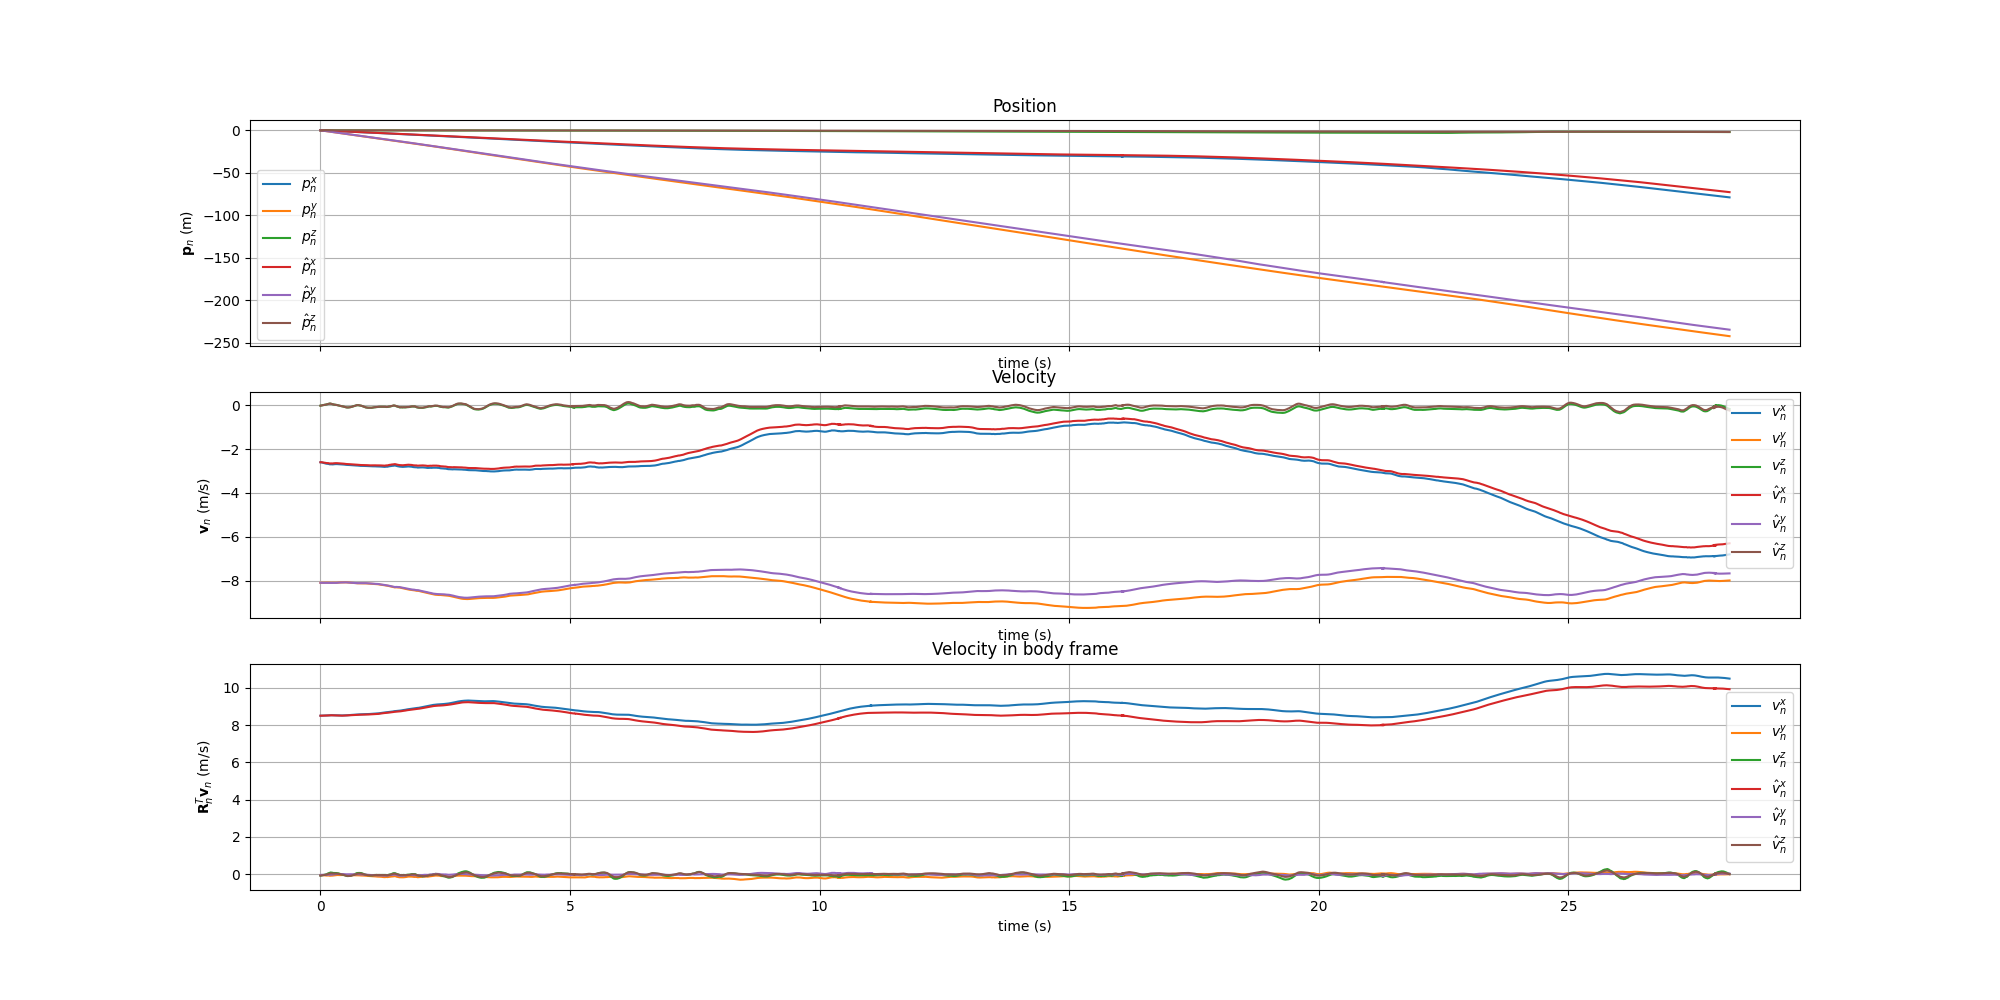 Position
0
−50
−100
−150
−200
−250
p_n (m)
p_n^x
p_n^y
p_n^z
p̂_n^x
p̂_n^y
p̂_n^z
time (s)
Velocity
0
−2
−4
−6
−8
v_n (m/s)
v_n^x
v_n^y
v_n^z
v̂_n^x
v̂_n^y
v̂_n^z
time (s)
Velocity in body frame
10
8
6
4
2
0
R_n^T v_n (m/s)
v_n^x
v_n^y
v_n^z
v̂_n^x
v̂_n^y
v̂_n^z
0 5 10 15 20 25
time (s)